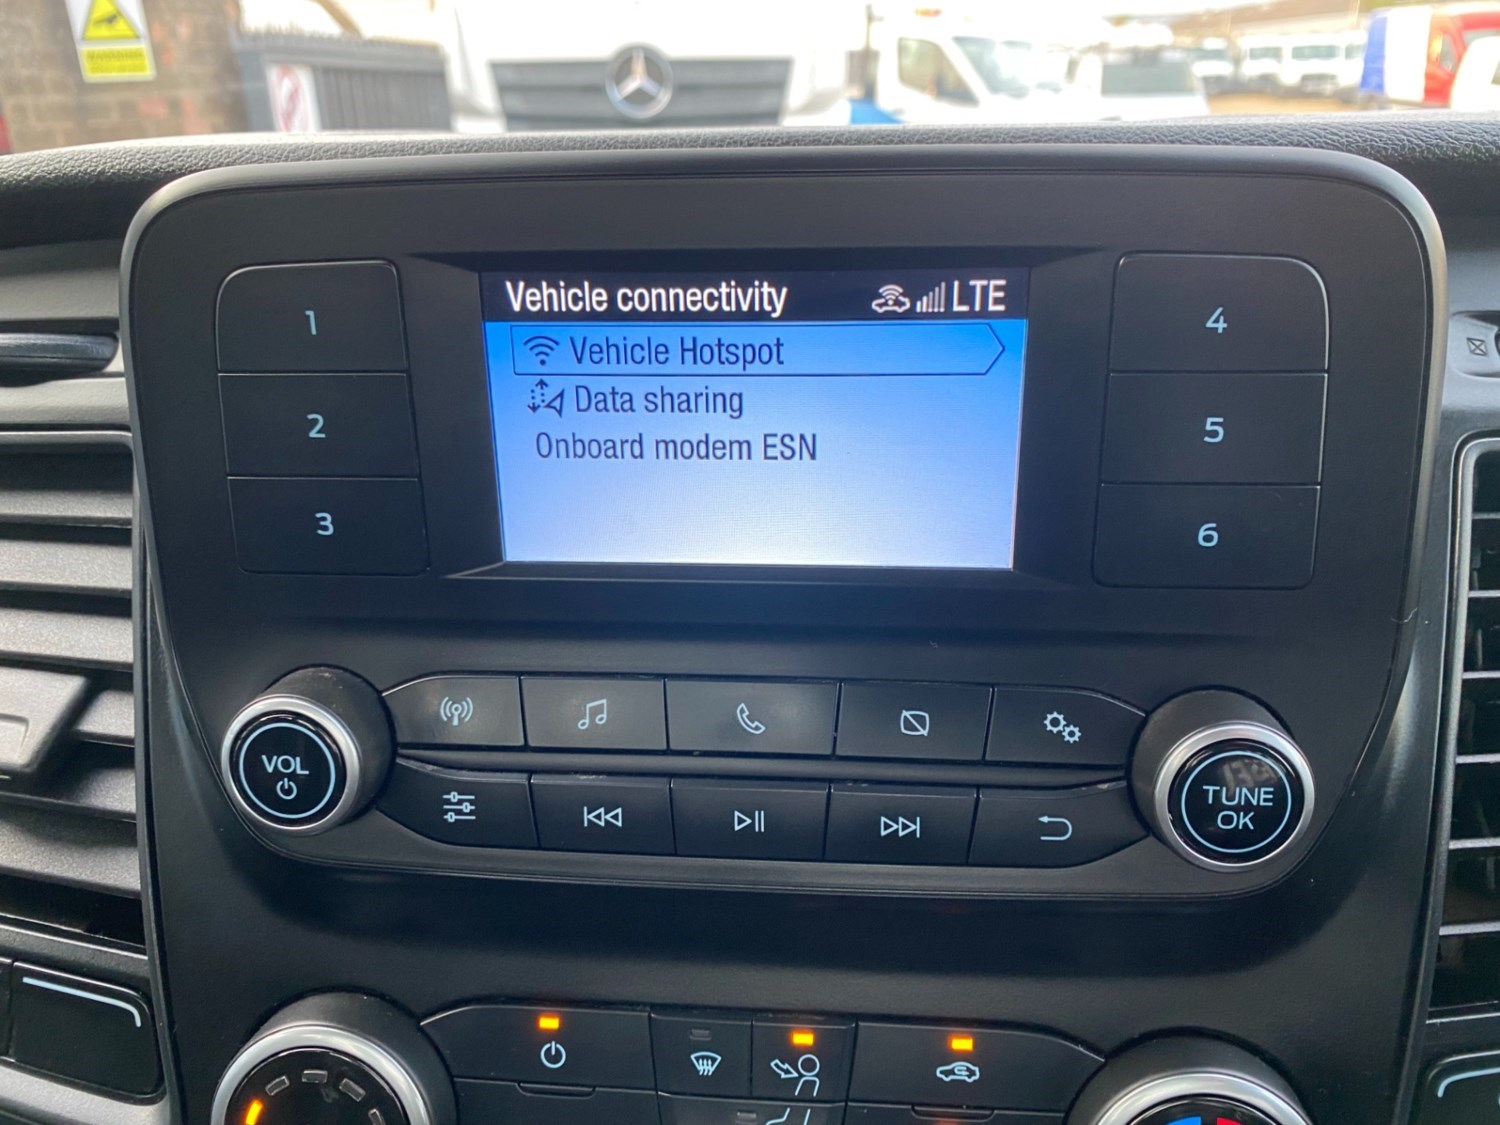 Vehicle connectivity LTE
Vehicle Hotspot
Data sharing
Onboard modem ESN
1
2
3
4
5
6
VOL
TUNE
OK